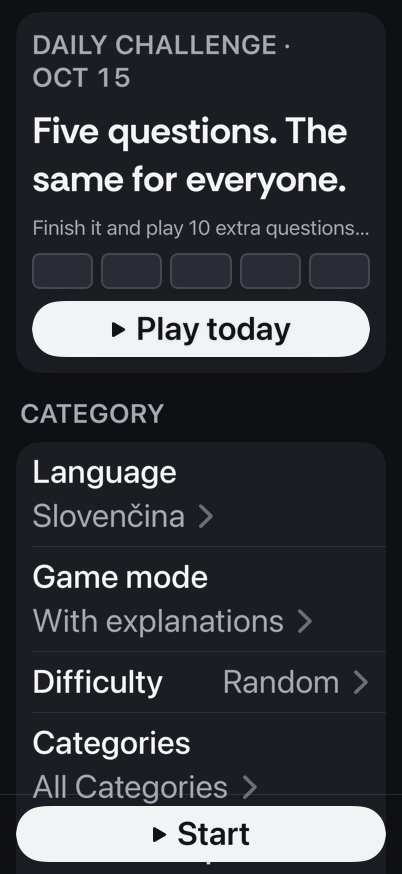 DAILY CHALLENGE ·
OCT 15
Five questions. The
same for everyone.
Finish it and play 10 extra questions...
Play today
CATEGORY
Language
Slovenčina
Game mode
With explanations
Difficulty Random
Categories
All Categories
Start